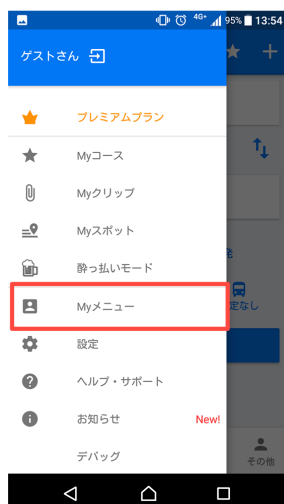 4G+ 95% 13:54
ゲストさん
プレミアムプラン
Myコース
Myクリップ
Myスポット
発
酔っ払いモード
定なし
Myメニュー
設定
ヘルプ・サポート
お知らせ New!
デバッグ
その他